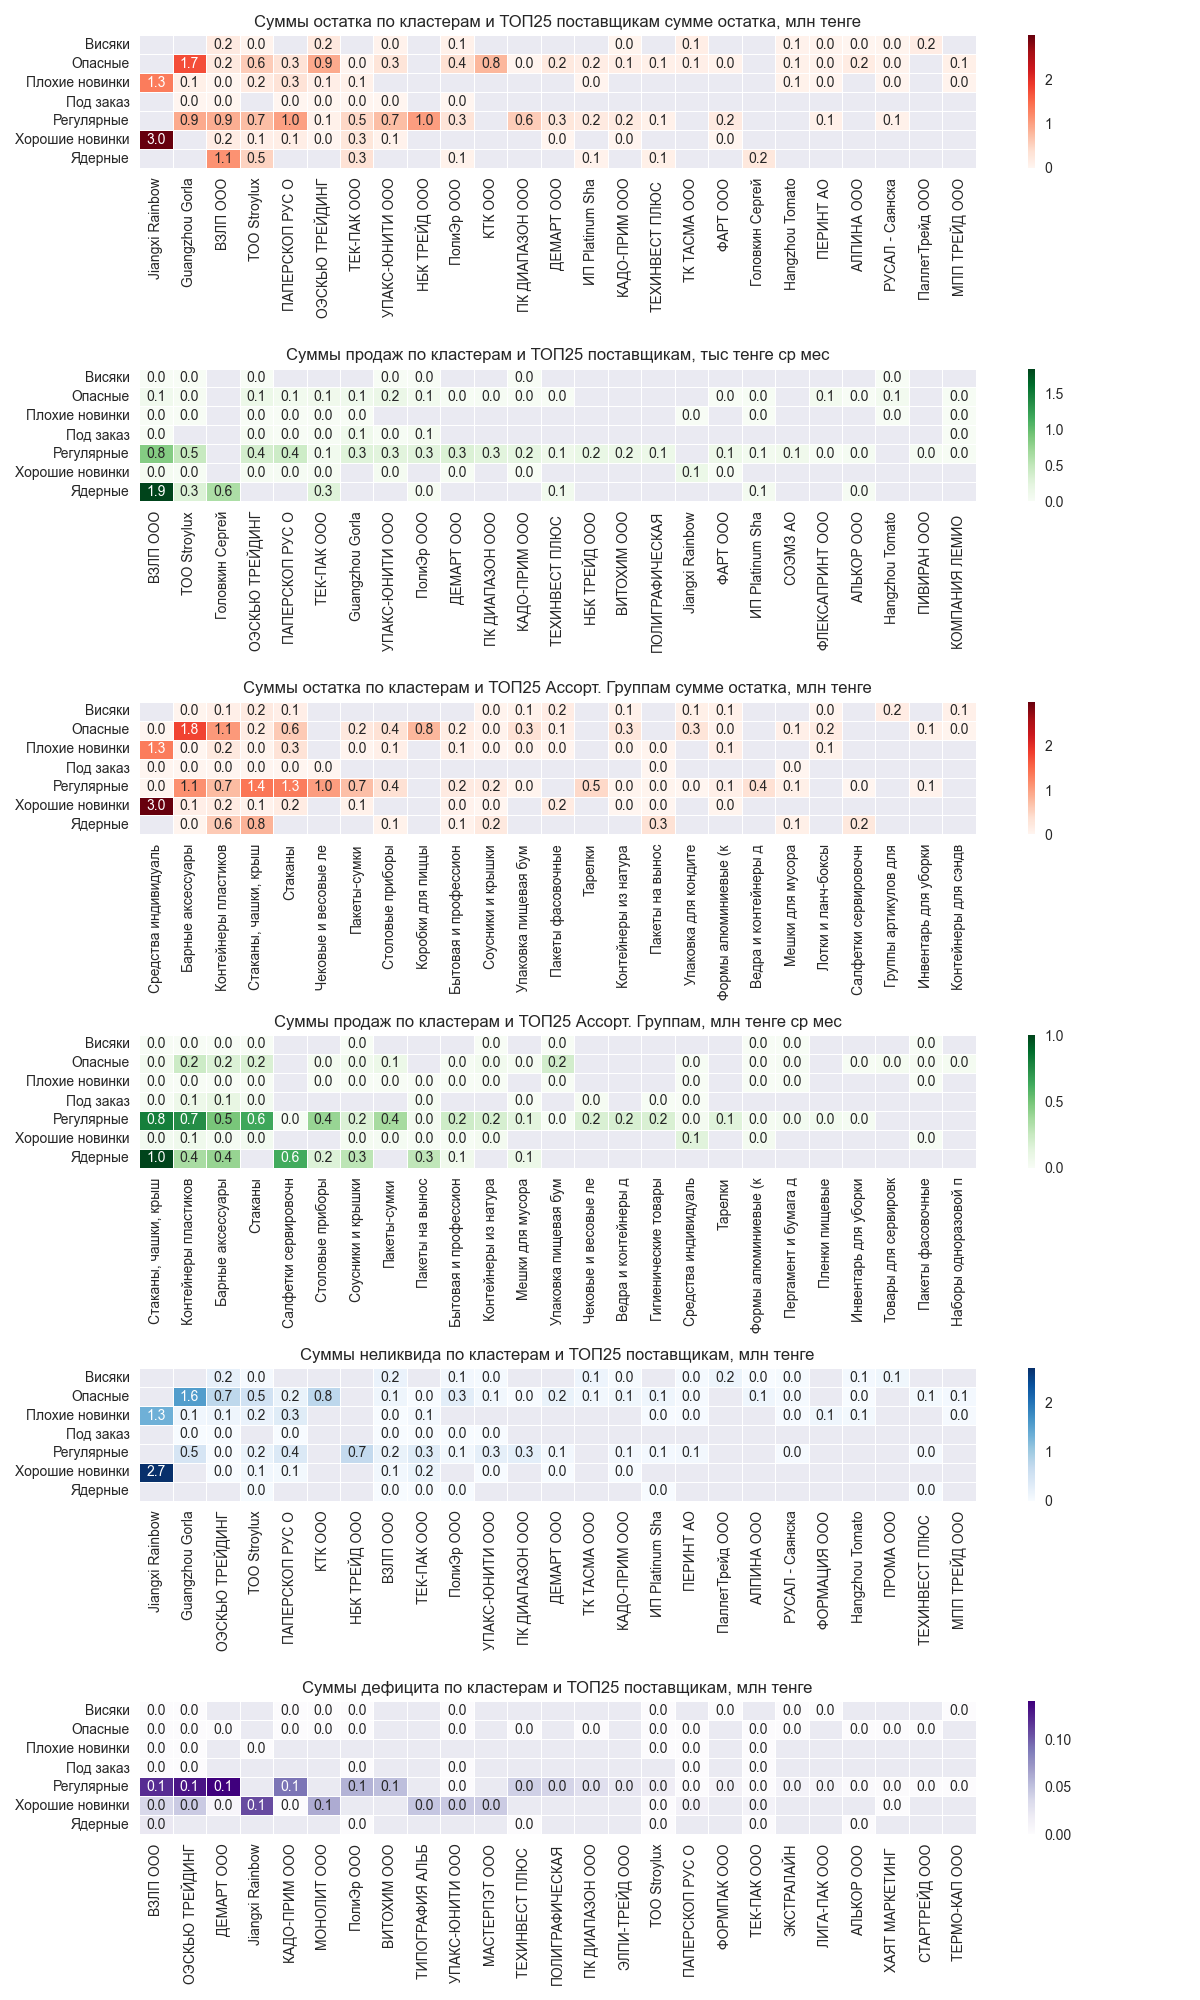 Суммы остатка по кластерам и ТОП25 поставщикам сумме остатка, млн тенге
Висяки 0.2 0.0 0.2 0.0 0.1 0.0 0.1 0.1 0.0 0.0 0.0 0.2
Опасные 1.7 0.2 0.6 0.3 0.9 0.0 0.3 0.4 0.8 0.0 0.2 0.2 0.1 0.1 0.1 0.0 0.1 0.0 0.2 0.0 0.1
Плохие новинки 1.3 0.1 0.0 0.2 0.3 0.1 0.1 0.0 0.1 0.0 0.0 0.0
Под заказ 0.0 0.0 0.0 0.0 0.0 0.0 0.0
Регулярные 0.9 0.9 0.7 1.0 0.1 0.5 0.7 1.0 0.3 0.6 0.3 0.2 0.2 0.1 0.2 0.1 0.1
Хорошие новинки 3.0 0.2 0.1 0.1 0.0 0.3 0.1 0.0 0.0 0.0
Ядерные 1.1 0.5 0.3 0.1 0.1 0.1 0.2
2
1
0
Jiangxi Rainbow
Guangzhou Gorla
ВЗЛП ООО
ТОО Stroylux
ПАПЕРСКОП РУС О
ОЭСКЬЮ ТРЕЙДИНГ
ТЕК-ПАК ООО
УПАКС-ЮНИТИ ООО
НБК ТРЕЙД ООО
ПолиЭр ООО
КТК ООО
ПК ДИАПАЗОН ООО
ДЕМАРТ ООО
ИП Platinum Sha
КАДО-ПРИМ ООО
ТЕХИНВЕСТ ПЛЮС
ТК ТАСМА ООО
ФАРТ ООО
Головкин Сергей
Hangzhou Tomato
ПЕРИНТ АО
АЛПИНА ООО
РУСАЛ - Саянска
ПаллетТрейд ООО
МПП ТРЕЙД ООО
Суммы продаж по кластерам и ТОП25 поставщикам, тыс тенге ср мес
Висяки 0.0 0.0 0.0 0.0 0.0 0.0 0.0
Опасные 0.1 0.0 0.1 0.1 0.1 0.1 0.2 0.1 0.0 0.0 0.0 0.0 0.0 0.0 0.1 0.0 0.1 0.0
Плохие новинки 0.0 0.0 0.0 0.0 0.0 0.0 0.0 0.0 0.0 0.0
Под заказ 0.0 0.0 0.0 0.0 0.1 0.0 0.1 0.0
Регулярные 0.8 0.5 0.4 0.4 0.1 0.3 0.3 0.3 0.3 0.3 0.2 0.1 0.2 0.2 0.1 0.1 0.1 0.1 0.0 0.0 0.0 0.0
Хорошие новинки 0.0 0.0 0.0 0.0 0.0 0.0 0.0 0.0 0.1 0.0
Ядерные 1.9 0.3 0.6 0.3 0.0 0.1 0.1 0.0
1.5
1.0
0.5
0.0
ВЗЛП ООО
ТОО Stroylux
Головкин Сергей
ОЭСКЬЮ ТРЕЙДИНГ
ПАПЕРСКОП РУС О
ТЕК-ПАК ООО
Guangzhou Gorla
УПАКС-ЮНИТИ ООО
ПолиЭр ООО
ДЕМАРТ ООО
ПК ДИАПАЗОН ООО
КАДО-ПРИМ ООО
ТЕХИНВЕСТ ПЛЮС
НБК ТРЕЙД ООО
ВИТОХИМ ООО
ПОЛИГРАФИЧЕСКАЯ
Jiangxi Rainbow
ФАРТ ООО
ИП Platinum Sha
СОЭМЗ АО
ФЛЕКСАПРИНТ ООО
АЛЬКОР ООО
Hangzhou Tomato
ПИВИРАН ООО
КОМПАНИЯ ЛЕМИО
Суммы остатка по кластерам и ТОП25 Ассорт. Группам сумме остатка, млн тенге
Висяки 0.0 0.1 0.2 0.1 0.0 0.1 0.2 0.1 0.1 0.1 0.0 0.2 0.1
Опасные 0.0 1.8 1.1 0.2 0.6 0.2 0.4 0.8 0.2 0.0 0.3 0.1 0.3 0.3 0.0 0.1 0.2 0.1 0.0
Плохие новинки 1.3 0.0 0.2 0.0 0.3 0.0 0.1 0.1 0.0 0.0 0.0 0.0 0.0 0.1 0.1
Под заказ 0.0 0.0 0.0 0.0 0.0 0.0 0.0 0.0
Регулярные 0.0 1.1 0.7 1.4 1.3 1.0 0.7 0.4 0.2 0.2 0.0 0.5 0.0 0.0 0.0 0.1 0.4 0.1 0.0 0.1
Хорошие новинки 3.0 0.1 0.2 0.1 0.2 0.1 0.0 0.0 0.2 0.0 0.0 0.0
Ядерные 0.0 0.6 0.8 0.1 0.1 0.2 0.3 0.1 0.2
2
1
0
Средства индивидуаль
Барные аксессуары
Контейнеры пластиков
Стаканы, чашки, крыш
Стаканы
Чековые и весовые ле
Пакеты-сумки
Столовые приборы
Коробки для пиццы
Бытовая и профессион
Соусники и крышки
Упаковка пищевая бум
Пакеты фасовочные
Тарелки
Контейнеры из натура
Пакеты на вынос
Упаковка для кондите
Формы алюминиевые (к
Ведра и контейнеры д
Мешки для мусора
Лотки и ланч-боксы
Салфетки сервировочн
Группы артикулов для
Инвентарь для уборки
Контейнеры для сэндв
Суммы продаж по кластерам и ТОП25 Ассорт. Группам, млн тенге ср мес
Висяки 0.0 0.0 0.0 0.0 0.0 0.0 0.0 0.0 0.0 0.0
Опасные 0.0 0.2 0.2 0.2 0.0 0.0 0.1 0.0 0.0 0.0 0.2 0.0 0.0 0.0 0.0 0.0 0.0 0.0
Плохие новинки 0.0 0.0 0.0 0.0 0.0 0.0 0.0 0.0 0.0 0.0 0.0 0.0 0.0 0.0 0.0
Под заказ 0.0 0.1 0.1 0.0 0.0 0.0 0.0 0.0 0.0
Регулярные 0.8 0.7 0.5 0.6 0.0 0.4 0.2 0.4 0.0 0.2 0.2 0.1 0.0 0.2 0.2 0.2 0.0 0.1 0.0 0.0 0.0 0.0
Хорошие новинки 0.0 0.1 0.0 0.0 0.0 0.0 0.0 0.0 0.0 0.1 0.0 0.0
Ядерные 1.0 0.4 0.4 0.6 0.2 0.3 0.3 0.1 0.1
1.0
0.5
0.0
Стаканы, чашки, крыш
Контейнеры пластиков
Барные аксессуары
Стаканы
Салфетки сервировочн
Столовые приборы
Соусники и крышки
Пакеты-сумки
Пакеты на вынос
Бытовая и профессион
Контейнеры из натура
Мешки для мусора
Упаковка пищевая бум
Чековые и весовые ле
Ведра и контейнеры д
Гигиенические товары
Средства индивидуаль
Тарелки
Формы алюминиевые (к
Пергамент и бумага д
Пленки пищевые
Инвентарь для уборки
Товары для сервировк
Пакеты фасовочные
Наборы одноразовой п
Суммы неликвида по кластерам и ТОП25 поставщикам, млн тенге
Висяки 0.2 0.0 0.2 0.1 0.0 0.1 0.0 0.0 0.2 0.0 0.0 0.1 0.1
Опасные 1.6 0.7 0.5 0.2 0.8 0.1 0.0 0.3 0.1 0.0 0.2 0.1 0.1 0.1 0.0 0.1 0.0 0.0 0.1 0.1
Плохие новинки 1.3 0.1 0.1 0.2 0.3 0.0 0.1 0.0 0.0 0.0 0.1 0.1 0.0
Под заказ 0.0 0.0 0.0 0.0 0.0 0.0 0.0
Регулярные 0.5 0.0 0.2 0.4 0.7 0.2 0.3 0.1 0.3 0.3 0.1 0.1 0.1 0.1 0.0 0.0
Хорошие новинки 2.7 0.0 0.1 0.1 0.1 0.2 0.0 0.0 0.0
Ядерные 0.0 0.0 0.0 0.0 0.0 0.0
2
1
0
Jiangxi Rainbow
Guangzhou Gorla
ОЭСКЬЮ ТРЕЙДИНГ
ТОО Stroylux
ПАПЕРСКОП РУС О
КТК ООО
НБК ТРЕЙД ООО
ВЗЛП ООО
ТЕК-ПАК ООО
ПолиЭр ООО
УПАКС-ЮНИТИ ООО
ПК ДИАПАЗОН ООО
ДЕМАРТ ООО
ТК ТАСМА ООО
КАДО-ПРИМ ООО
ИП Platinum Sha
ПЕРИНТ АО
ПаллетТрейд ООО
АЛПИНА ООО
РУСАЛ - Саянска
ФОРМАЦИЯ ООО
Hangzhou Tomato
ПРОМА ООО
ТЕХИНВЕСТ ПЛЮС
МПП ТРЕЙД ООО
Суммы дефицита по кластерам и ТОП25 поставщикам, млн тенге
Висяки 0.0 0.0 0.0 0.0 0.0 0.0 0.0 0.0 0.0 0.0 0.0
Опасные 0.0 0.0 0.0 0.0 0.0 0.0 0.0 0.0 0.0 0.0 0.0 0.0 0.0 0.0 0.0 0.0
Плохие новинки 0.0 0.0 0.0 0.0 0.0 0.0
Под заказ 0.0 0.0 0.0 0.0 0.0 0.0
Регулярные 0.1 0.1 0.1 0.1 0.1 0.1 0.0 0.0 0.0 0.0 0.0 0.0 0.0 0.0 0.0 0.0 0.0 0.0 0.0 0.0 0.0
Хорошие новинки 0.0 0.0 0.0 0.1 0.0 0.1 0.0 0.0 0.0 0.0 0.0 0.0 0.0
Ядерные 0.0 0.0 0.0 0.0 0.0 0.0
0.10
0.05
0.00
ВЗЛП ООО
ОЭСКЬЮ ТРЕЙДИНГ
ДЕМАРТ ООО
Jiangxi Rainbow
КАДО-ПРИМ ООО
МОНОЛИТ ООО
ПолиЭр ООО
ВИТОХИМ ООО
ТИПОГРАФИЯ АЛЬБ
УПАКС-ЮНИТИ ООО
МАСТЕРПЭТ ООО
ТЕХИНВЕСТ ПЛЮС
ПОЛИГРАФИЧЕСКАЯ
ПК ДИАПАЗОН ООО
ЭЛПИ-ТРЕЙД ООО
ТОО Stroylux
ПАПЕРСКОП РУС О
ФОРМПАК ООО
ТЕК-ПАК ООО
ЭКСТРАЛАЙН
ЛИГА-ПАК ООО
АЛЬКОР ООО
ХАЯТ МАРКЕТИНГ
СТАРТРЕЙД ООО
ТЕРМО-КАП ООО